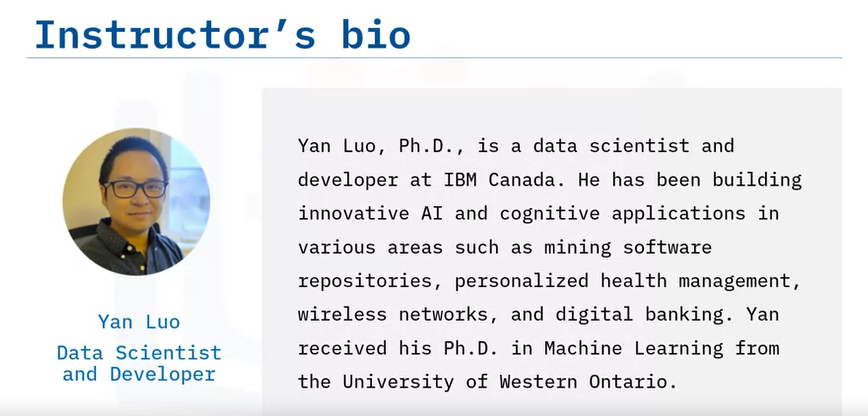 Instructor’s bio
Yan Luo, Ph.D., is a data scientist and
developer at IBM Canada. He has been building
innovative AI and cognitive applications in
various areas such as mining software
repositories, personalized health management,
wireless networks, and digital banking. Yan
received his Ph.D. in Machine Learning from
the University of Western Ontario.
Yan Luo
Data Scientist
and Developer